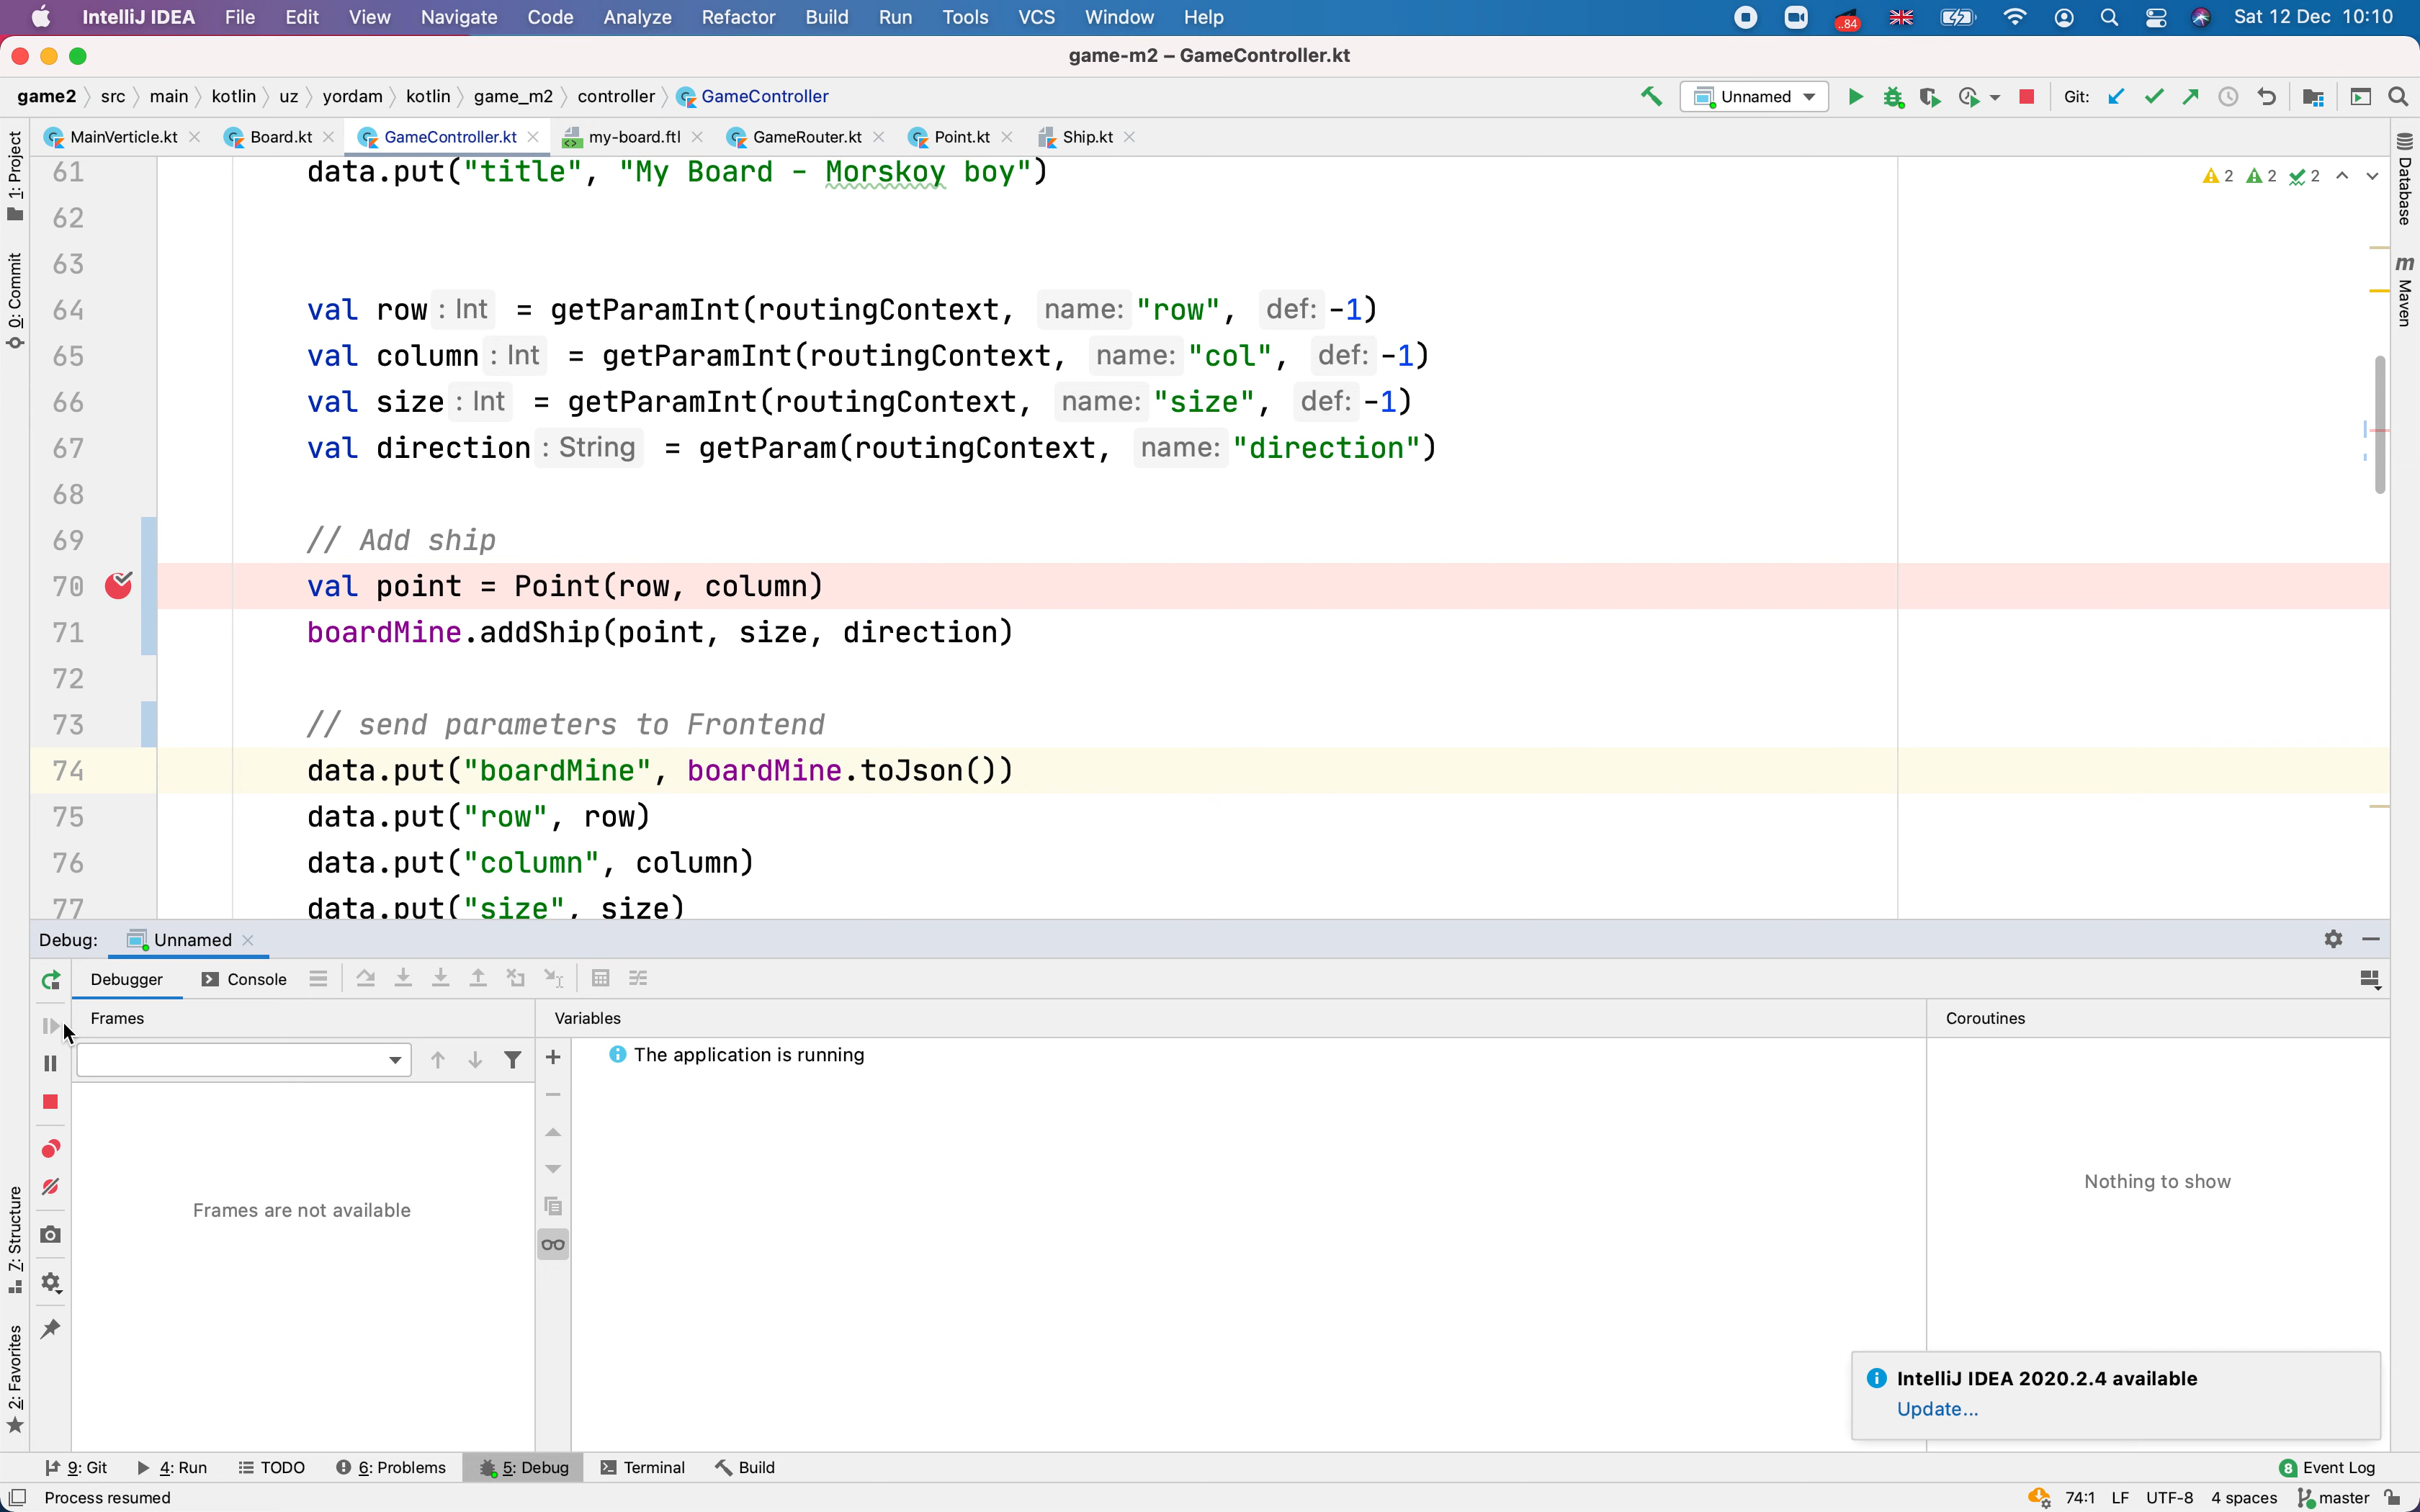 IntelliJ IDEA File Edit View Navigate Code Analyze Refactor Build Run Tools VCS Window Help ..84 Sat 12 Dec 10:10
game-m2 – GameController.kt
game2 src main kotlin uz yordam kotlin game_m2 controller GameController Unnamed Git:
MainVerticle.kt Board.kt GameController.kt my-board.ftl GameRouter.kt Point.kt Ship.kt
1: Project
0: Commit
7: Structure
2: Favorites
Database
m Maven
2 2 2
61 data.put("title", "My Board - Morskoy boy")
62
63
64 val row : Int = getParamInt(routingContext, name: "row", def: -1)
65 val column : Int = getParamInt(routingContext, name: "col", def: -1)
66 val size : Int = getParamInt(routingContext, name: "size", def: -1)
67 val direction : String = getParam(routingContext, name: "direction")
68
69 // Add ship
70 val point = Point(row, column)
71 boardMine.addShip(point, size, direction)
72
73 // send parameters to Frontend
74 data.put("boardMine", boardMine.toJson())
75 data.put("row", row)
76 data.put("column", column)
77 data.put("size", size)
Debug: Unnamed
Debugger Console
Frames Variables Coroutines
The application is running
Frames are not available
Nothing to show
IntelliJ IDEA 2020.2.4 available
Update...
9: Git 4: Run TODO 6: Problems 5: Debug Terminal Build 8 Event Log
Process resumed 74:1 LF UTF-8 4 spaces master